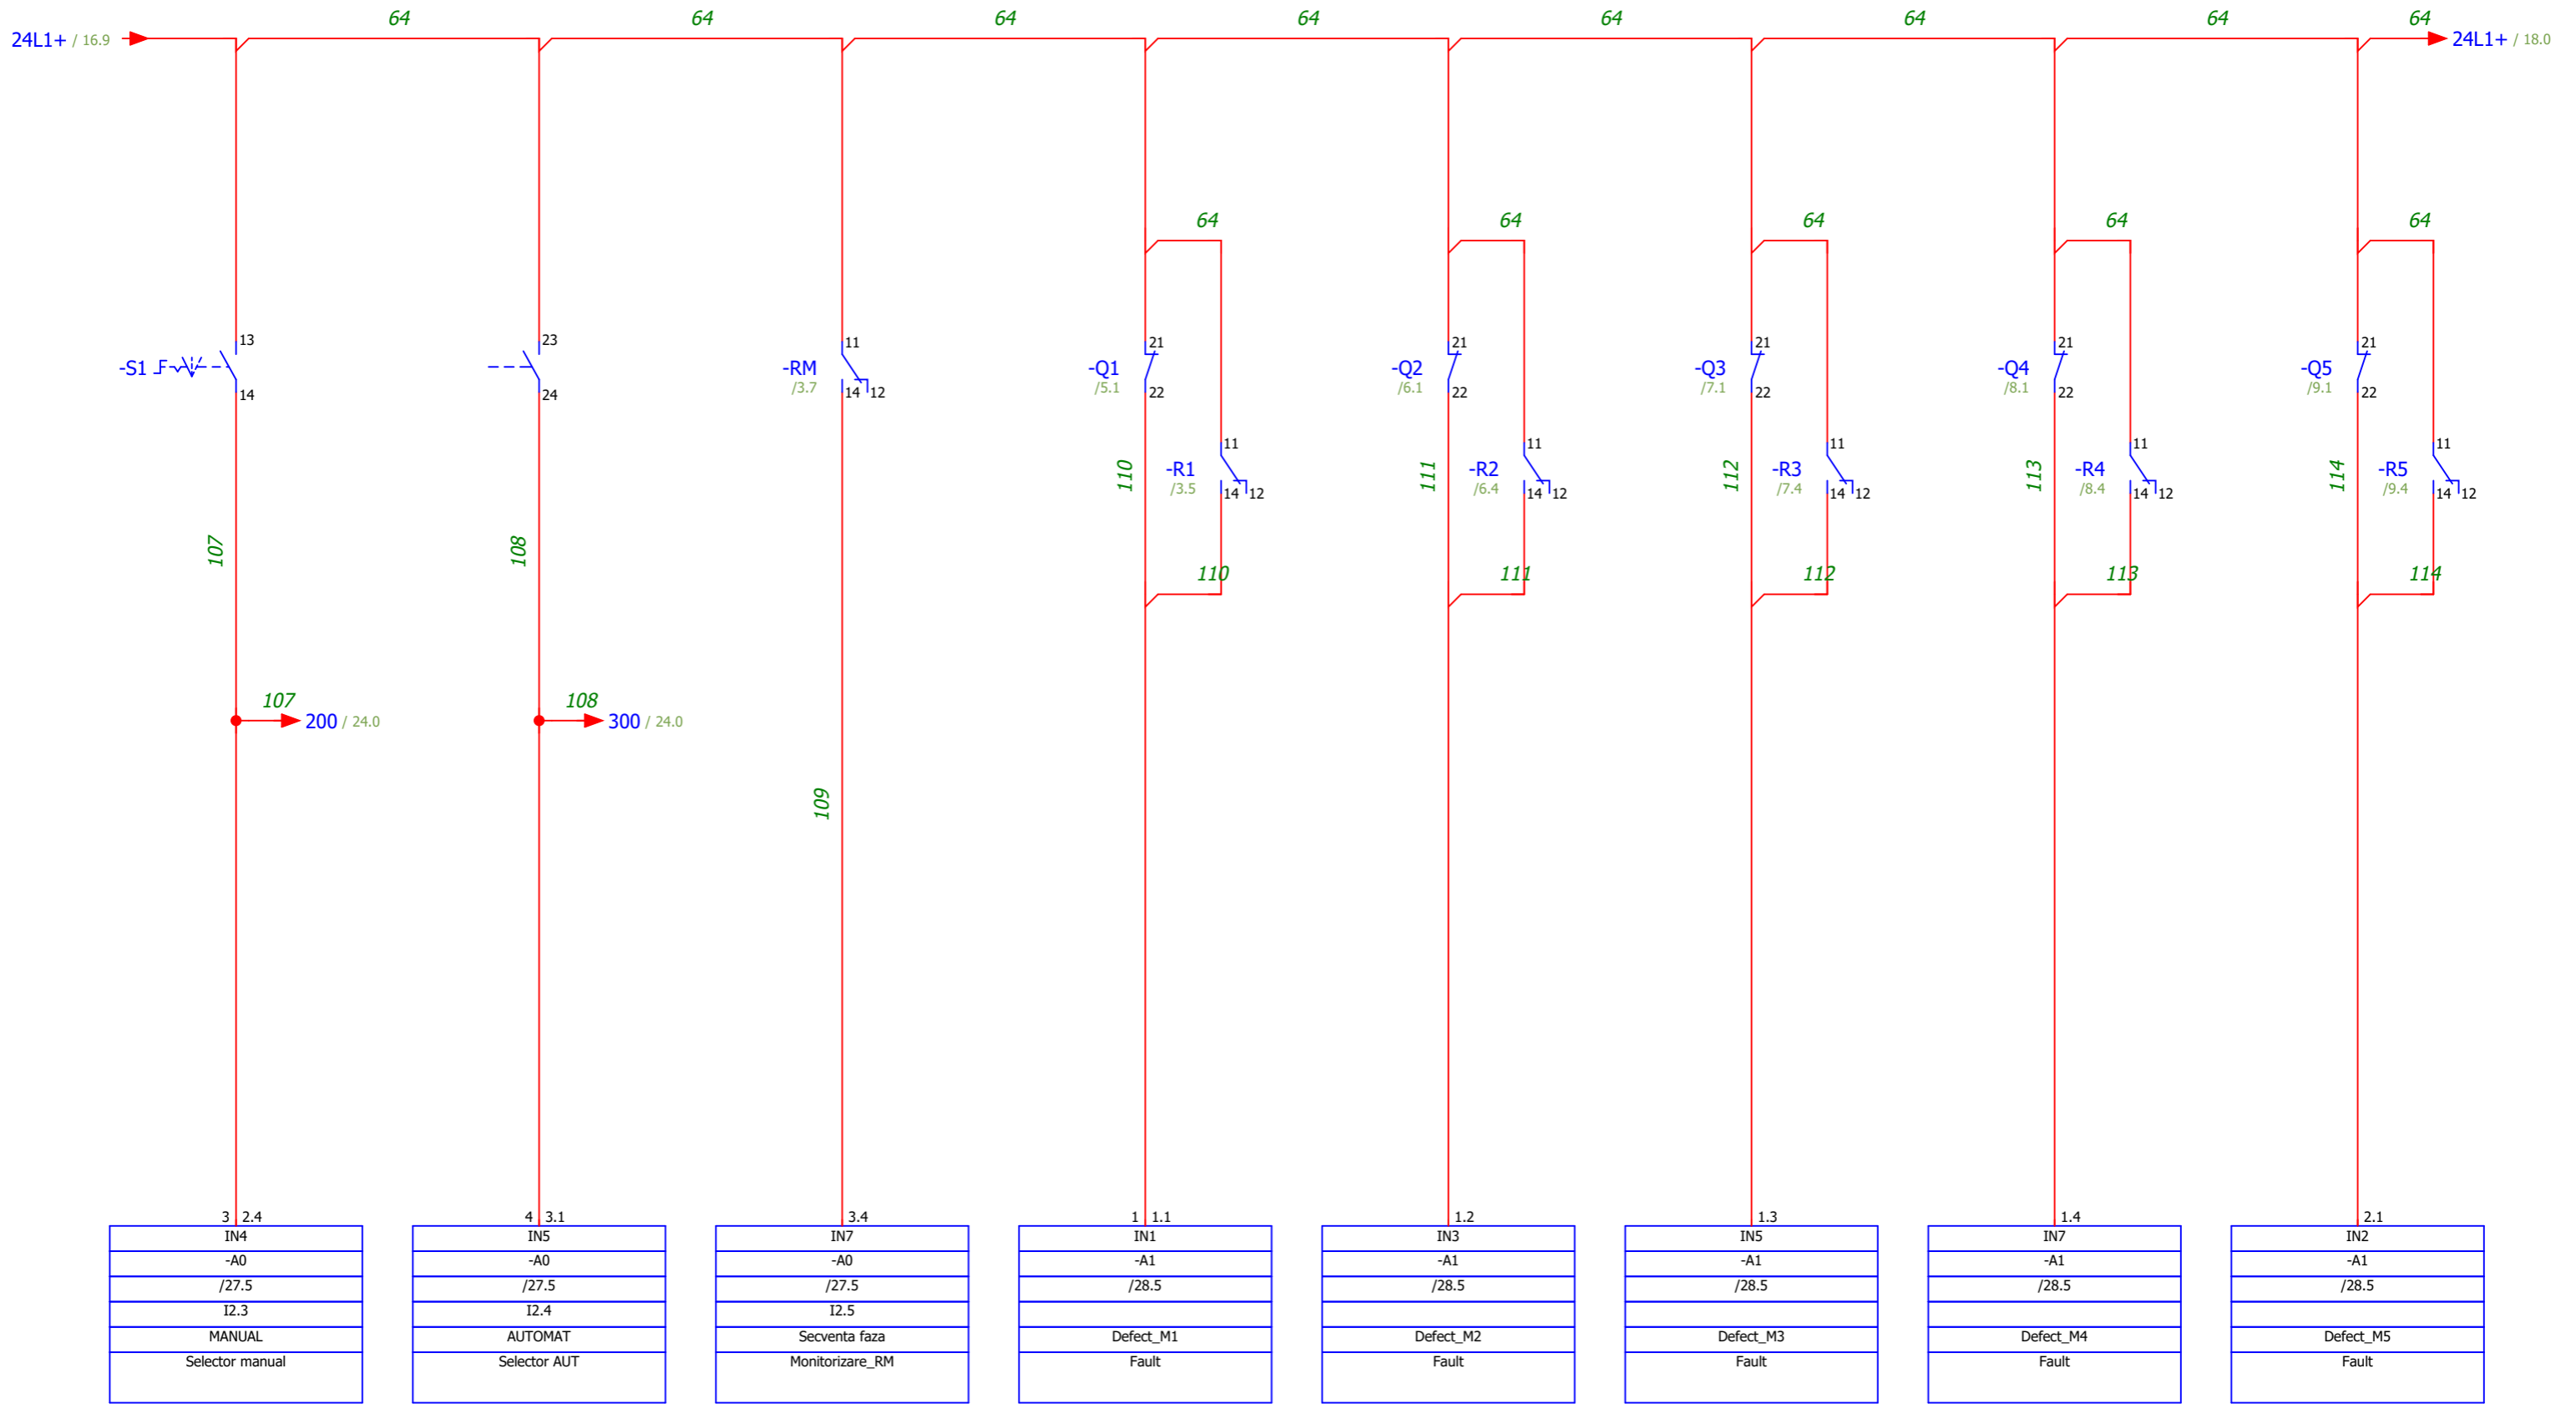 64 64 64 64 64 64 64 64
24L1+ / 16.9 24L1+ / 18.0
64 64 64 64 64
13 23 11 21 21 21 21 21
-S1 -RM -Q1 -Q2 -Q3 -Q4 -Q5
/3.7 /5.1 /6.1 /7.1 /8.1 /9.1
14 24 14 12 22 22 22 22 22
11 11 11 11 11
110 -R1 111 -R2 112 -R3 113 -R4 114 -R5
/3.5 /6.4 /7.4 /8.4 /9.4
14 12 14 12 14 12 14 12 14 12
107 108
110 111 112 113 114
107 108
200 / 24.0 300 / 24.0
109
3 2.4 4 3.1 3.4 1 1.1 1.2 1.3 1.4 2.1
IN4 IN5 IN7 IN1 IN3 IN5 IN7 IN2
-A0 -A0 -A0 -A1 -A1 -A1 -A1 -A1
/27.5 /27.5 /27.5 /28.5 /28.5 /28.5 /28.5 /28.5
I2.3 I2.4 I2.5
MANUAL AUTOMAT Secventa faza Defect_M1 Defect_M2 Defect_M3 Defect_M4 Defect_M5
Selector manual Selector AUT Monitorizare_RM Fault Fault Fault Fault Fault